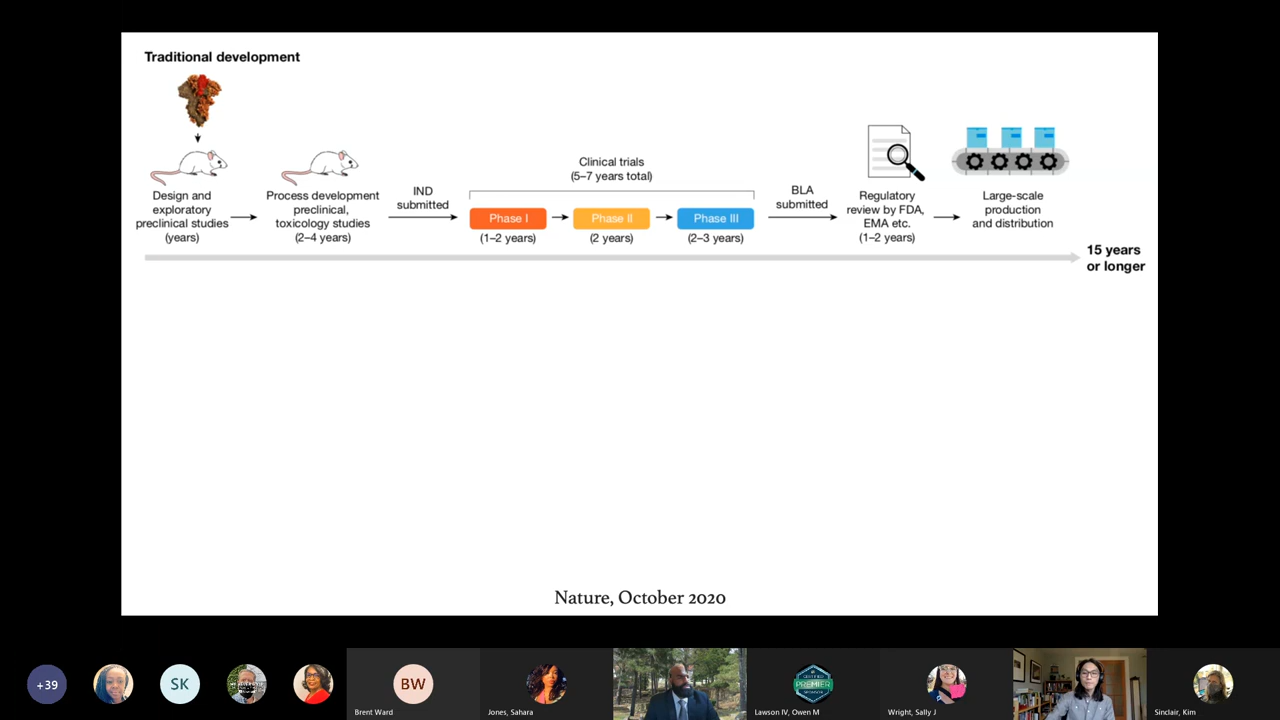 Traditional development
Design and
exploratory
preclinical studies
(years)
Process development
preclinical,
toxicology studies
(2–4 years)
IND
submitted
Clinical trials
(5–7 years total)
Phase I
(1–2 years)
Phase II
(2 years)
Phase III
(2–3 years)
BLA
submitted
Regulatory
review by FDA,
EMA etc.
(1–2 years)
Large-scale
production
and distribution
15 years
or longer
Nature, October 2020
+39
SK
BW
Brent Ward
Jones, Sahara
PREMIER
Lawson IV, Owen M
Wright, Sally J
Sinclair, Kim